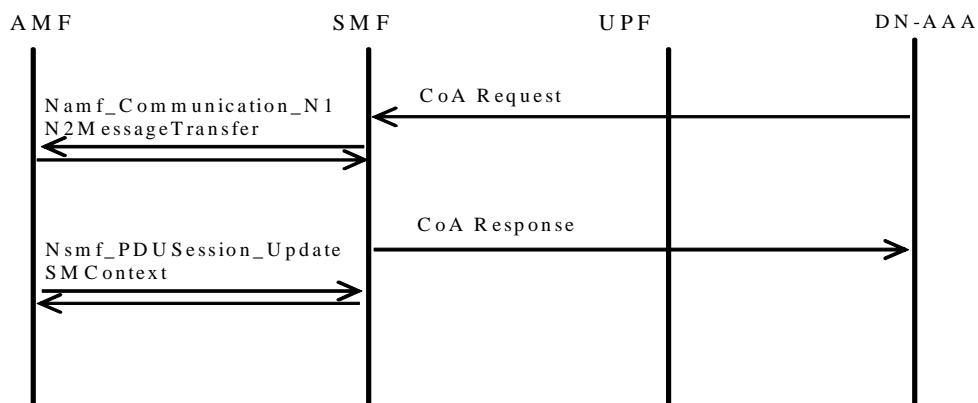 AMF
SMF
UPF
DN-AAA
CoA Request
Namf_Communication_N1
N2MessageTransfer
CoA Response
Nsmf_PDUSession_Update
SMContext